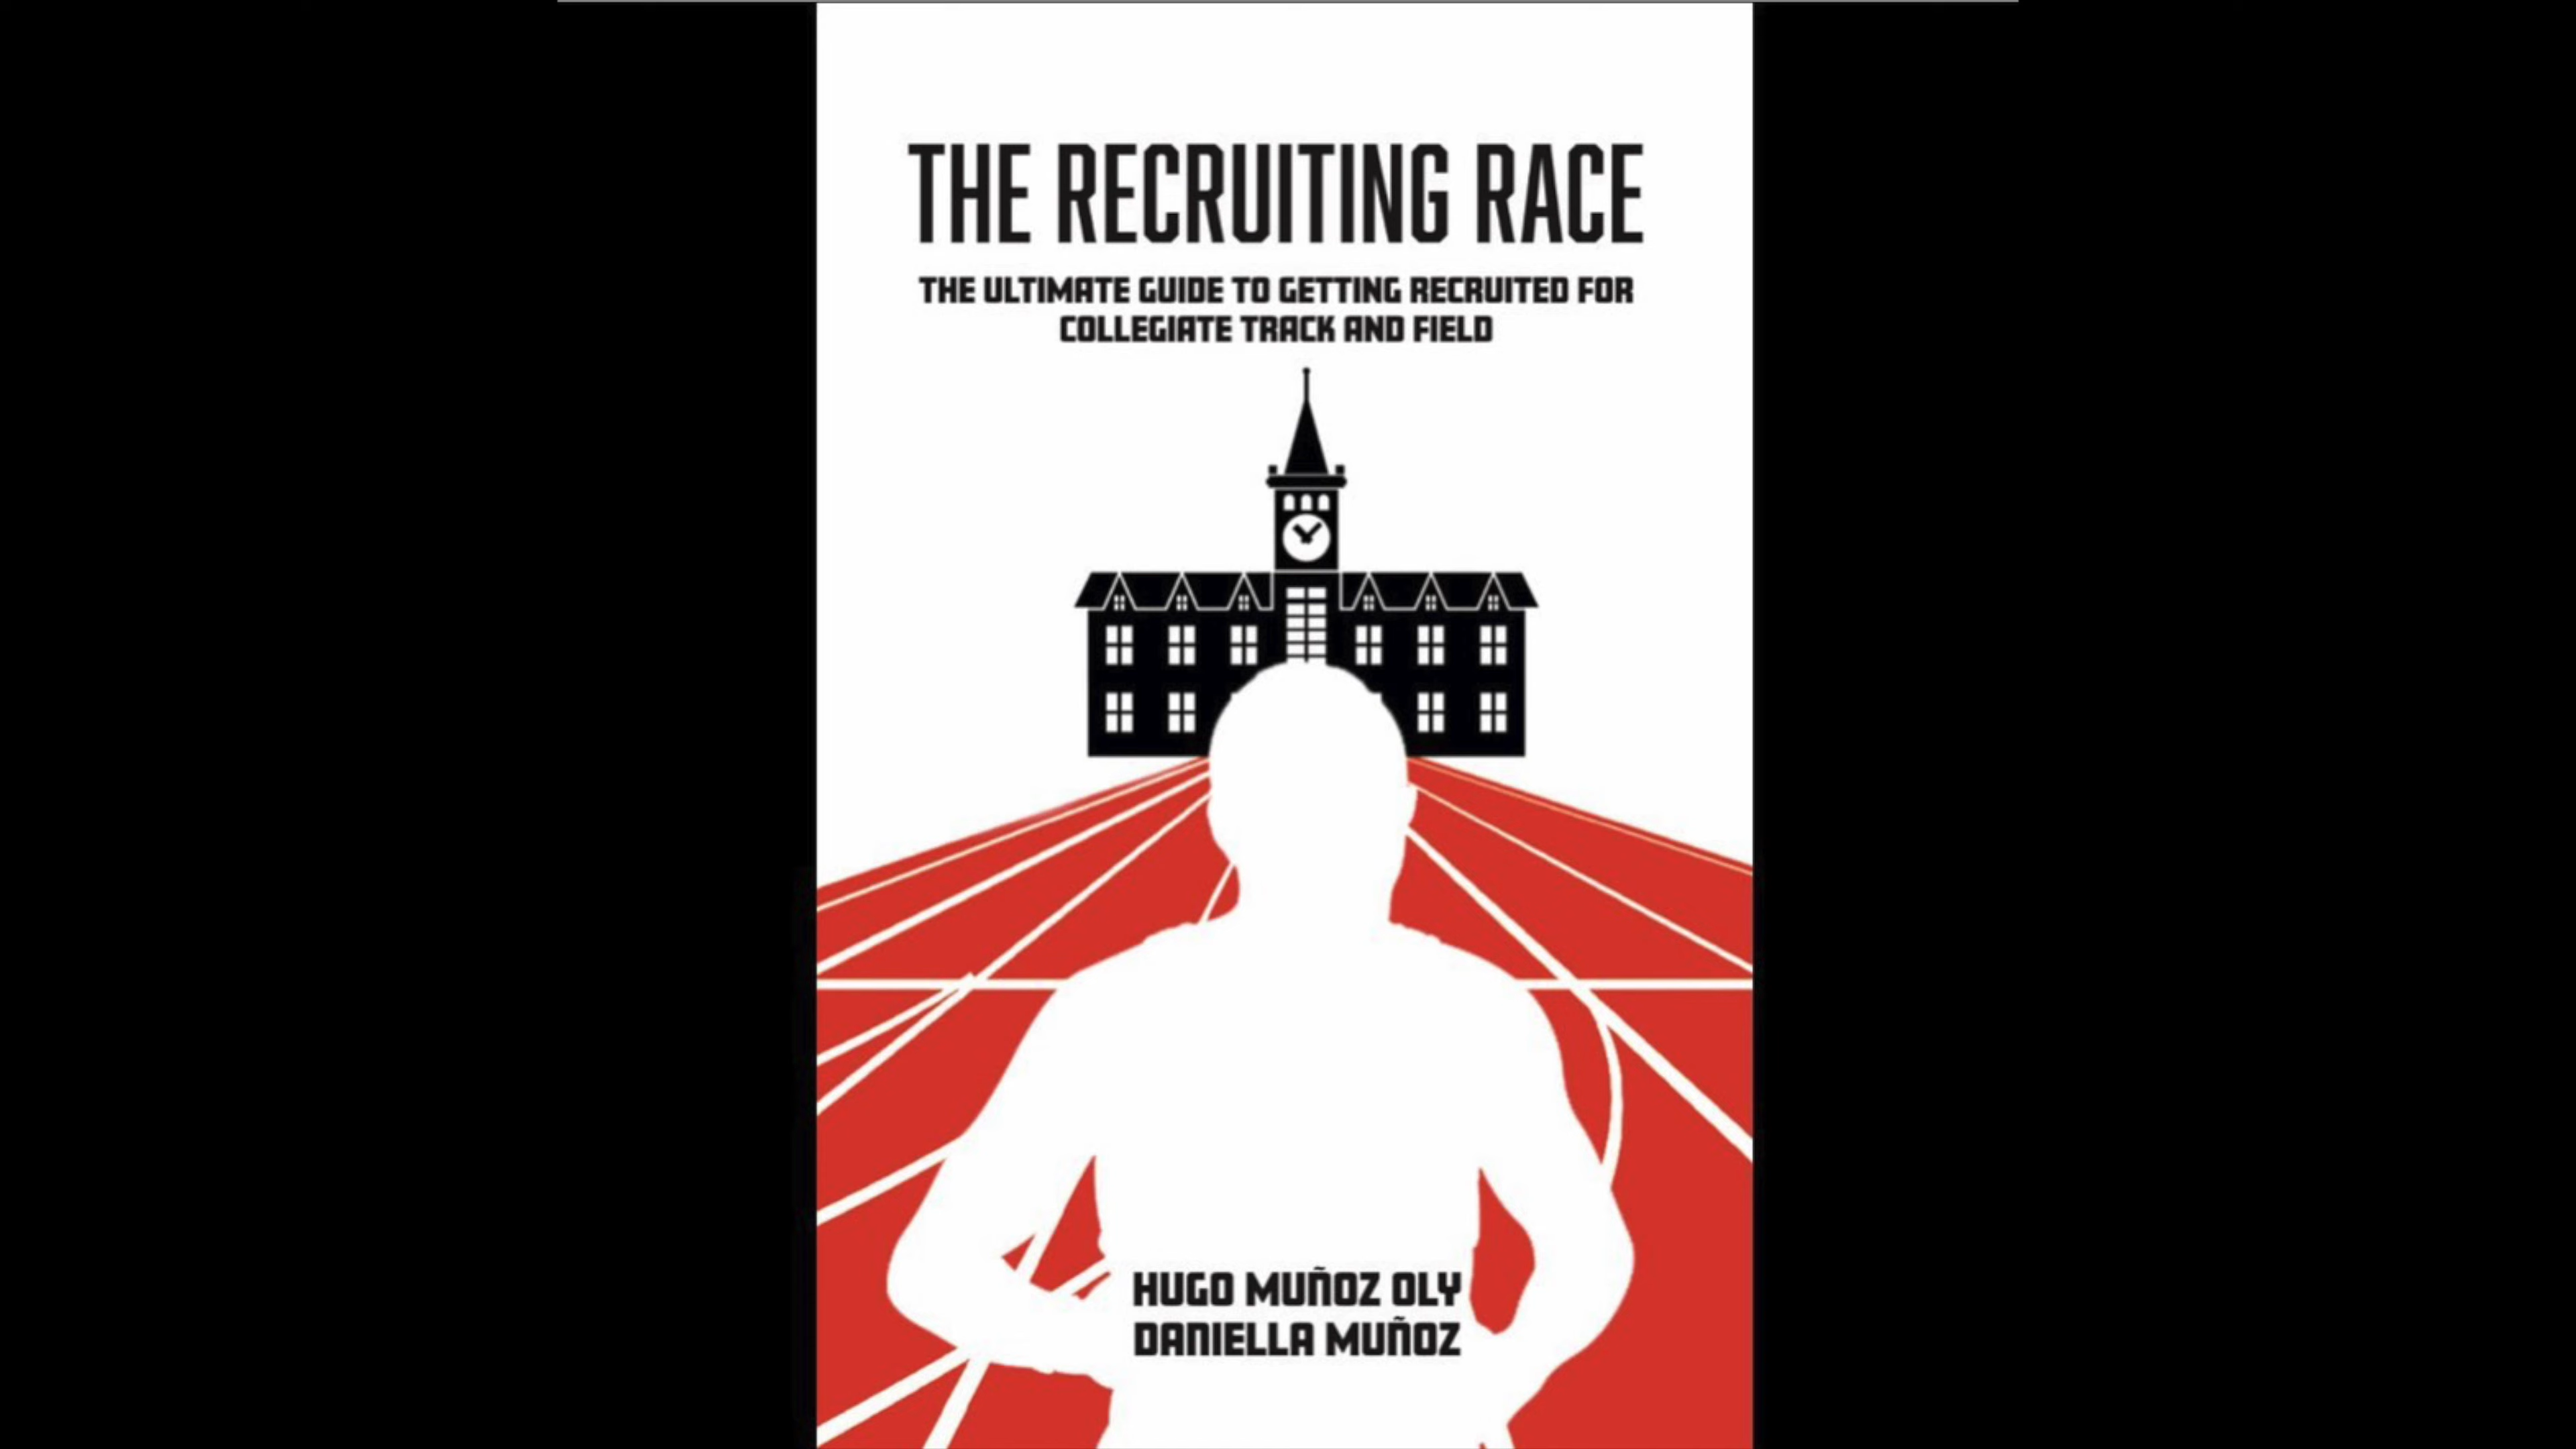 THE RECRUITING RACE
THE ULTIMATE GUIDE TO GETTING RECRUITED FOR
COLLEGIATE TRACK AND FIELD
HUGO MUÑOZ OLY
DANIELLA MUÑOZ